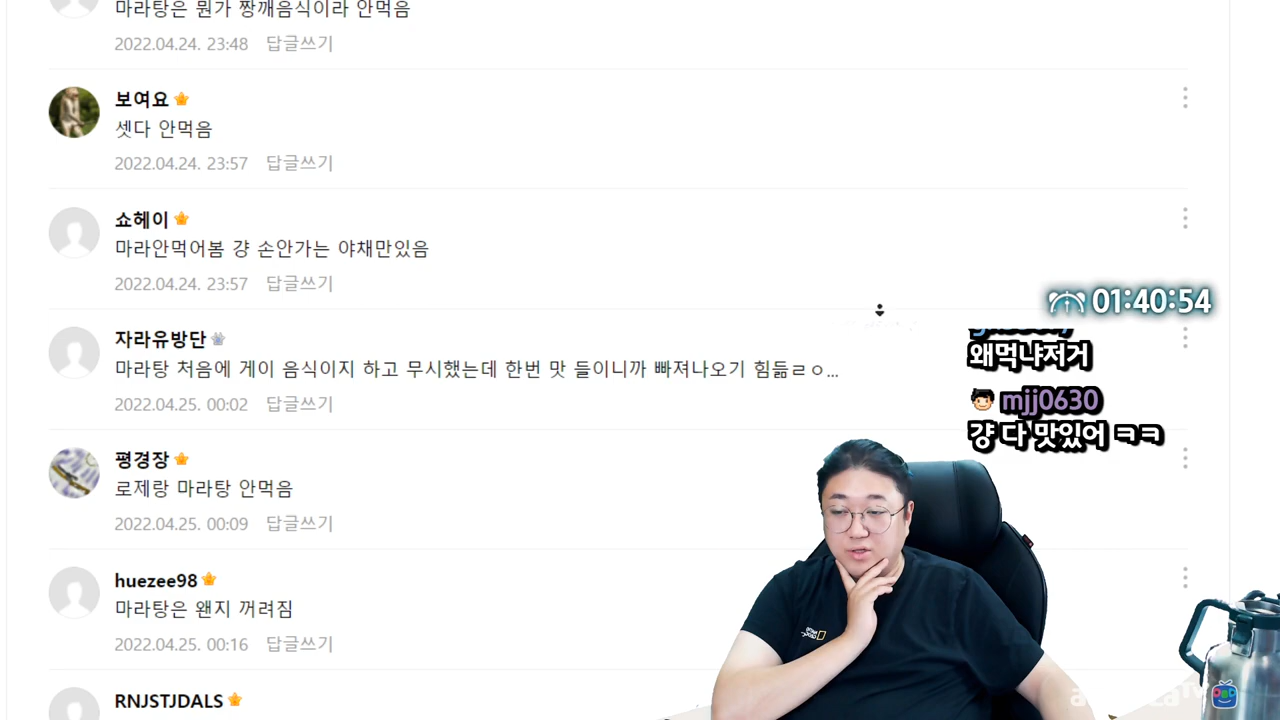 마라탕은 뭔가 짱깨음식이라 안먹음
2022.04.24. 23:48 답글쓰기
보여요
셋다 안먹음
2022.04.24. 23:57 답글쓰기
쇼헤이
마라안먹어봄 걍 손안가는 야채만있음
2022.04.24. 23:57 답글쓰기
01:40:54
자라유방단
마라탕 처음에 게이 음식이지 하고 무시했는데 한번 맛 들이니까 빠져나오기 힘듦ㄹㅇ...
2022.04.25. 00:02 답글쓰기
왜먹냐저거
mjj0630
걍 다 맛있어 ㅋㅋ
평경장
로제랑 마라탕 안먹음
2022.04.25. 00:09 답글쓰기
huezee98
마라탕은 왠지 꺼려짐
2022.04.25. 00:16 답글쓰기
RNJSTJDALS